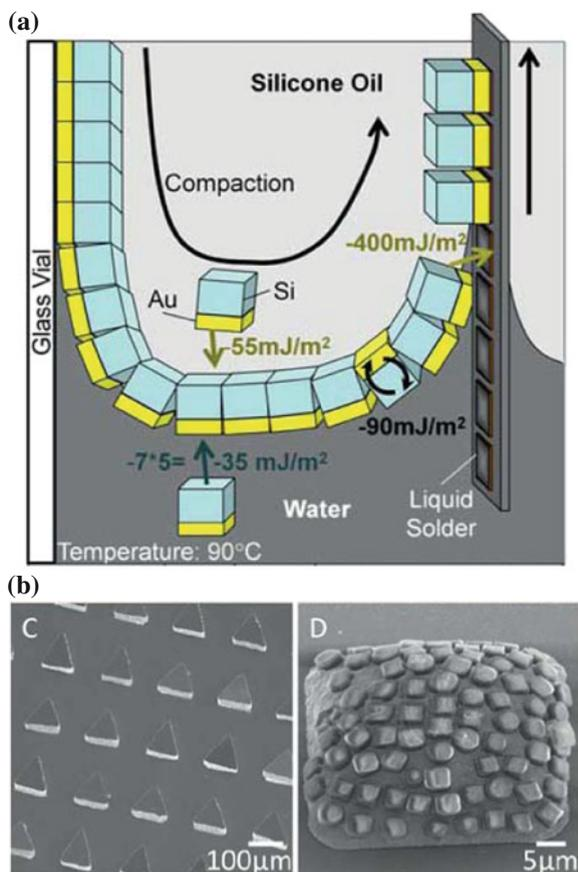 (a)
Silicone Oil
Compaction
Au
Si
-400mJ/m²
-55mJ/m²
-90mJ/m²
-7*5= -35 mJ/m²
Water
Liquid
Solder
Glass Vial
Temperature: 90°C
(b)
C
D
100µm
5µm